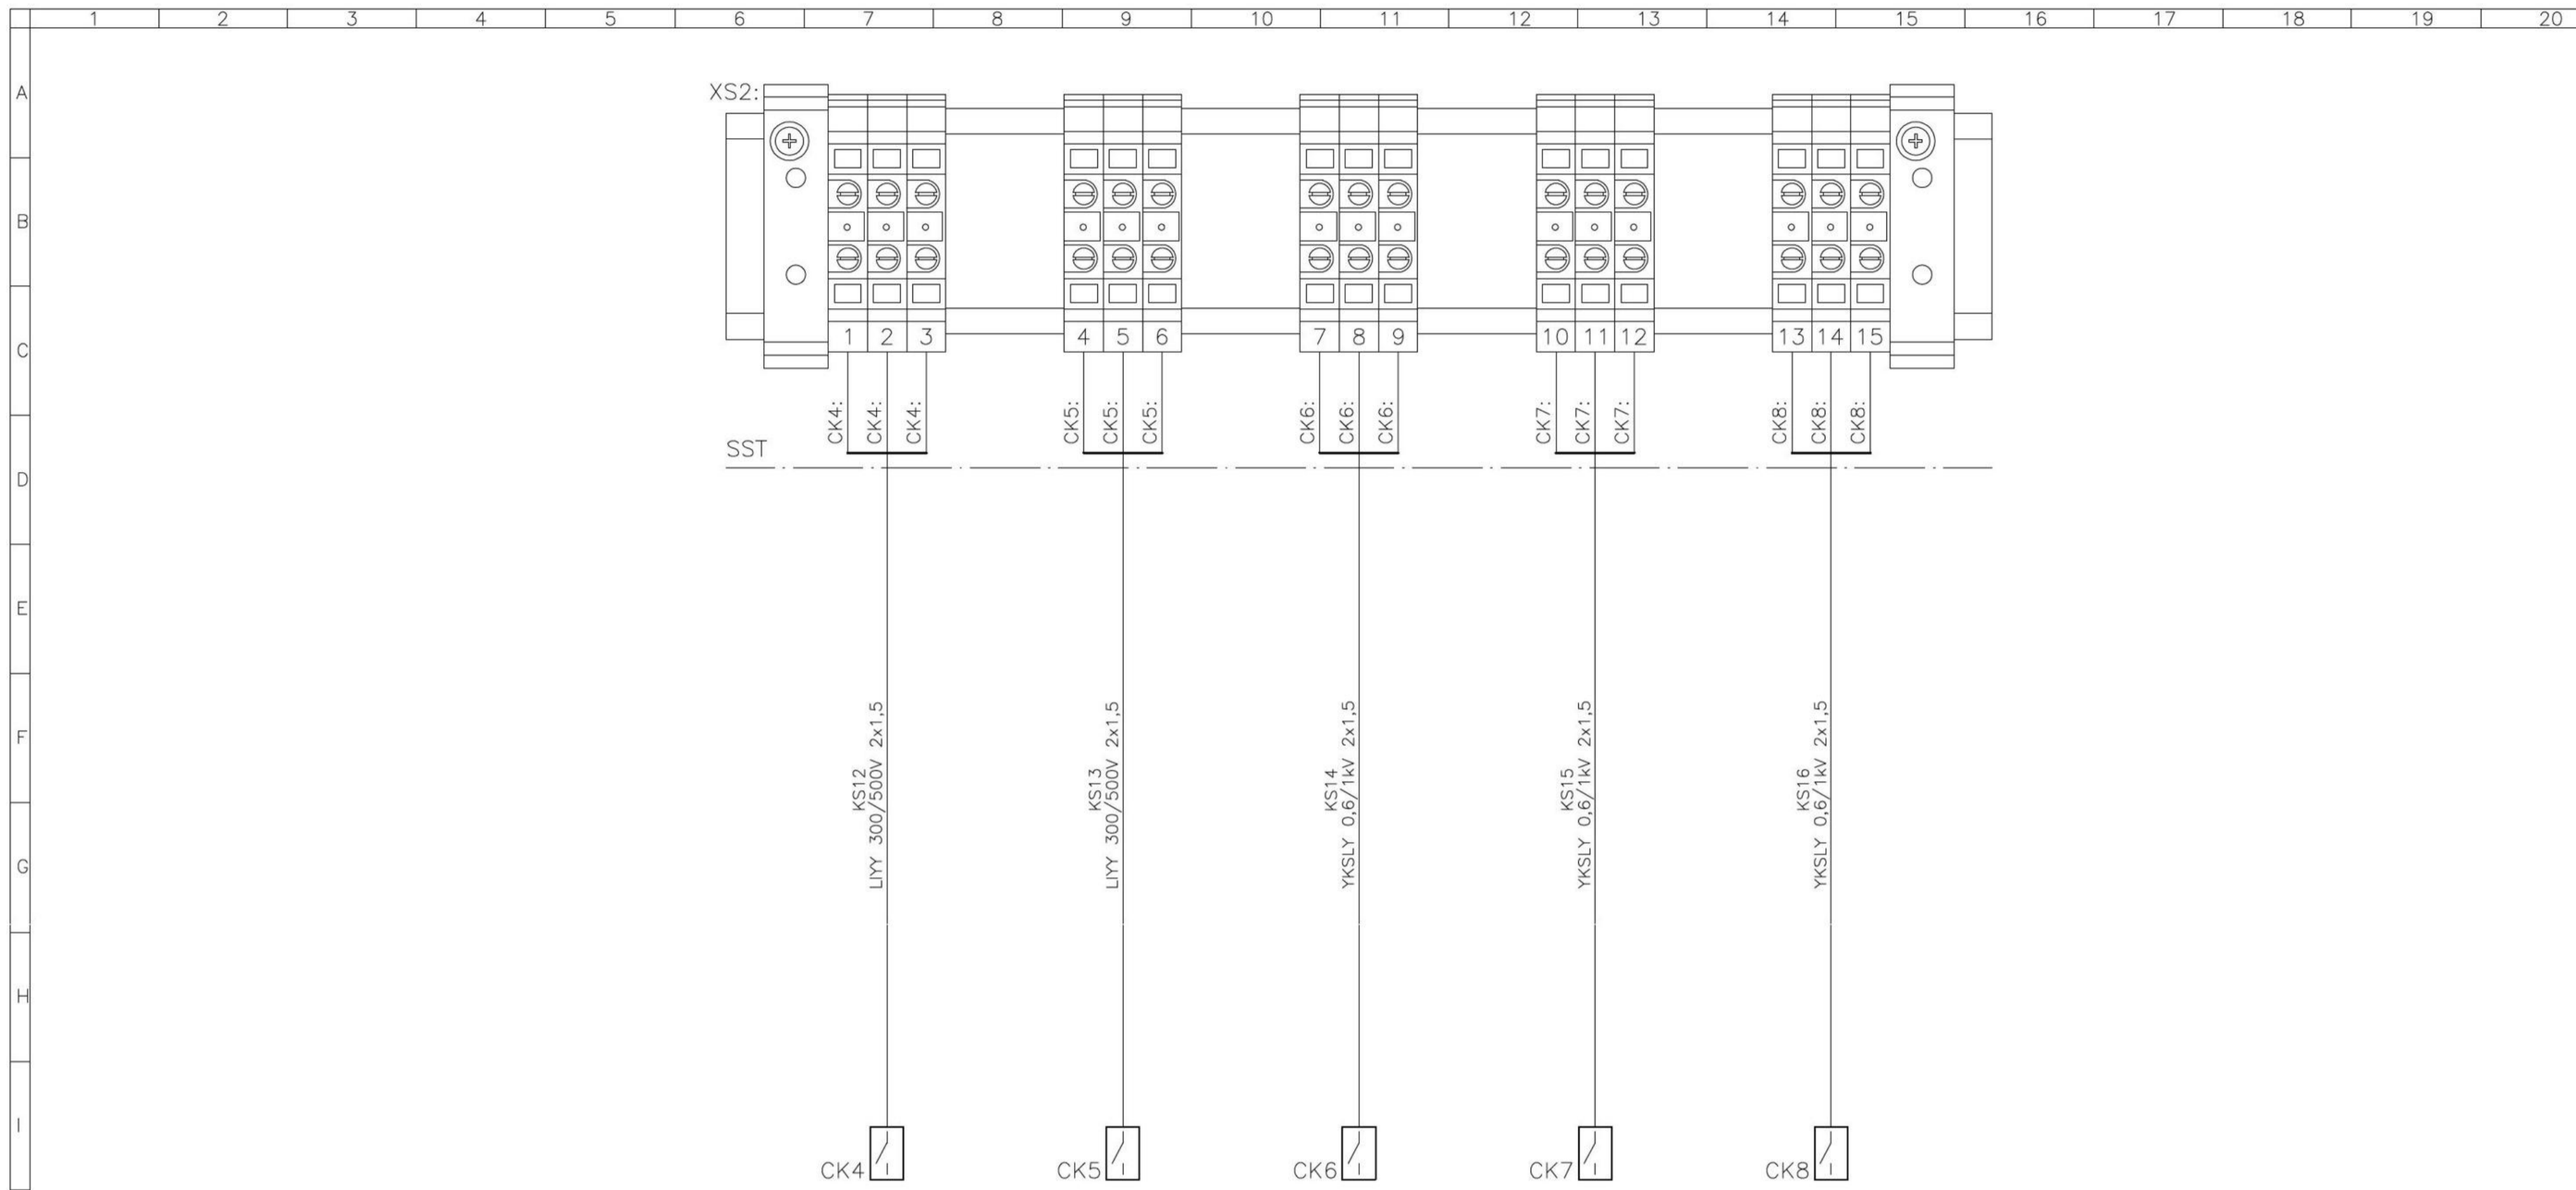 1 2 3 4 5 6 7 8 9 10 11 12 13 14 15 16 17 18 19 20
A
XS2:
B
C
1 2 3 4 5 6 7 8 9 10 11 12 13 14 15
CK4: CK4: CK4: CK5: CK5: CK5: CK6: CK6: CK6: CK7: CK7: CK7: CK8: CK8: CK8:
SST
D
E
F
KS12
LIYY 300/500V 2x1,5
KS13
LIYY 300/500V 2x1,5
KS14
YKSLY 0,6/1kV 2x1,5
KS15
YKSLY 0,6/1kV 2x1,5
KS16
YKSLY 0,6/1kV 2x1,5
G
H
I
CK4 CK5 CK6 CK7 CK8